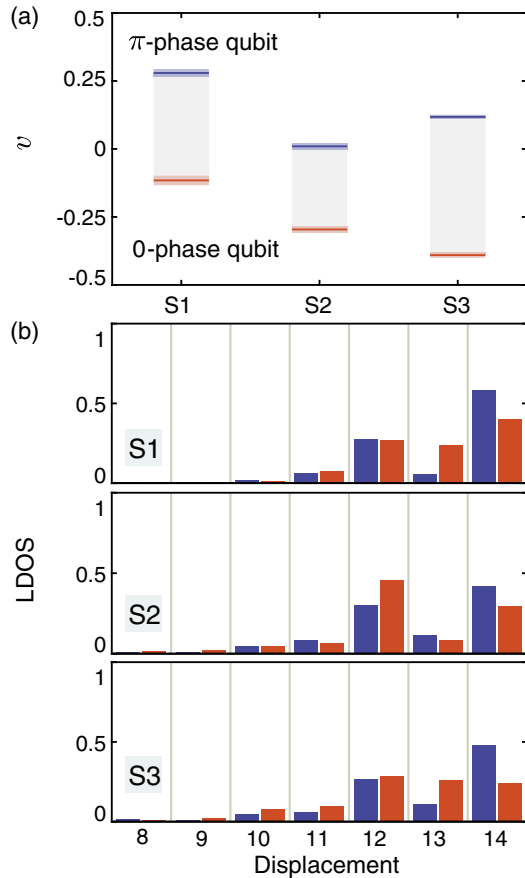 (a)
0.5
π-phase qubit
0.25
v
0
-0.25
0-phase qubit
-0.5
S1 S2 S3
(b)
1
0.5
S1
0
1
LDOS
0.5
S2
0
1
0.5
S3
0
8 9 10 11 12 13 14
Displacement